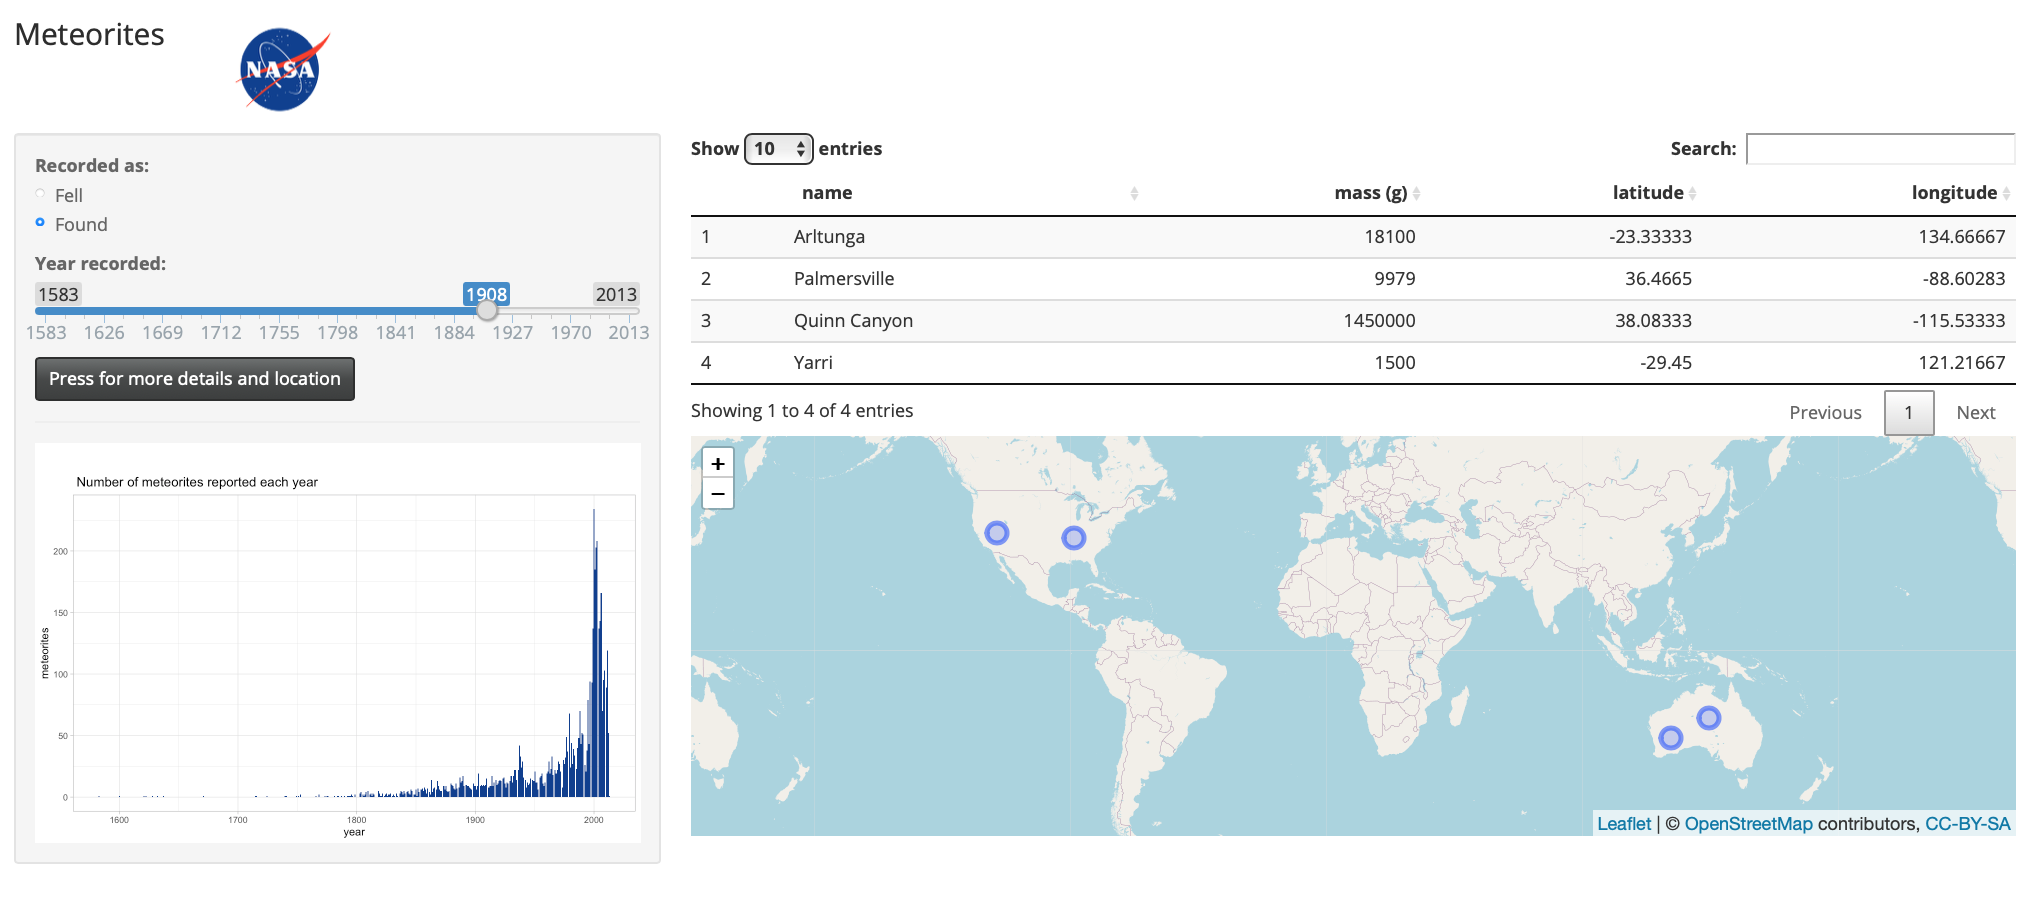 Meteorites
NASA
Recorded as:
Fell
Found
Year recorded:
1583 1908 2013
1583 1626 1669 1712 1755 1798 1841 1884 1927 1970 2013
Press for more details and location
Number of meteorites reported each year
meteorites
200
150
100
50
0
1600 1700 1800 1900 2000
year
Show 10 entries
Search:
name mass (g) latitude longitude
1 Arltunga 18100 -23.33333 134.66667
2 Palmersville 9979 36.4665 -88.60283
3 Quinn Canyon 1450000 38.08333 -115.53333
4 Yarri 1500 -29.45 121.21667
Showing 1 to 4 of 4 entries
Previous 1 Next
+
−
Leaflet | © OpenStreetMap contributors, CC-BY-SA